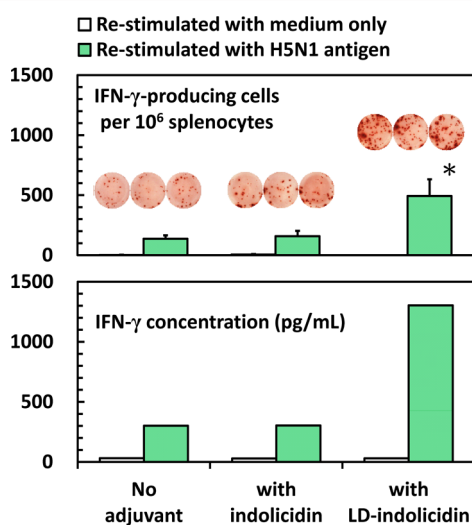 Re-stimulated with medium only
Re-stimulated with H5N1 antigen
1500
1000
500
0
IFN-γ-producing cells
per 10⁶ splenocytes
*
1500
1000
500
0
IFN-γ concentration (pg/mL)
No
adjuvant
with
indolicidin
with
LD-indolicidin